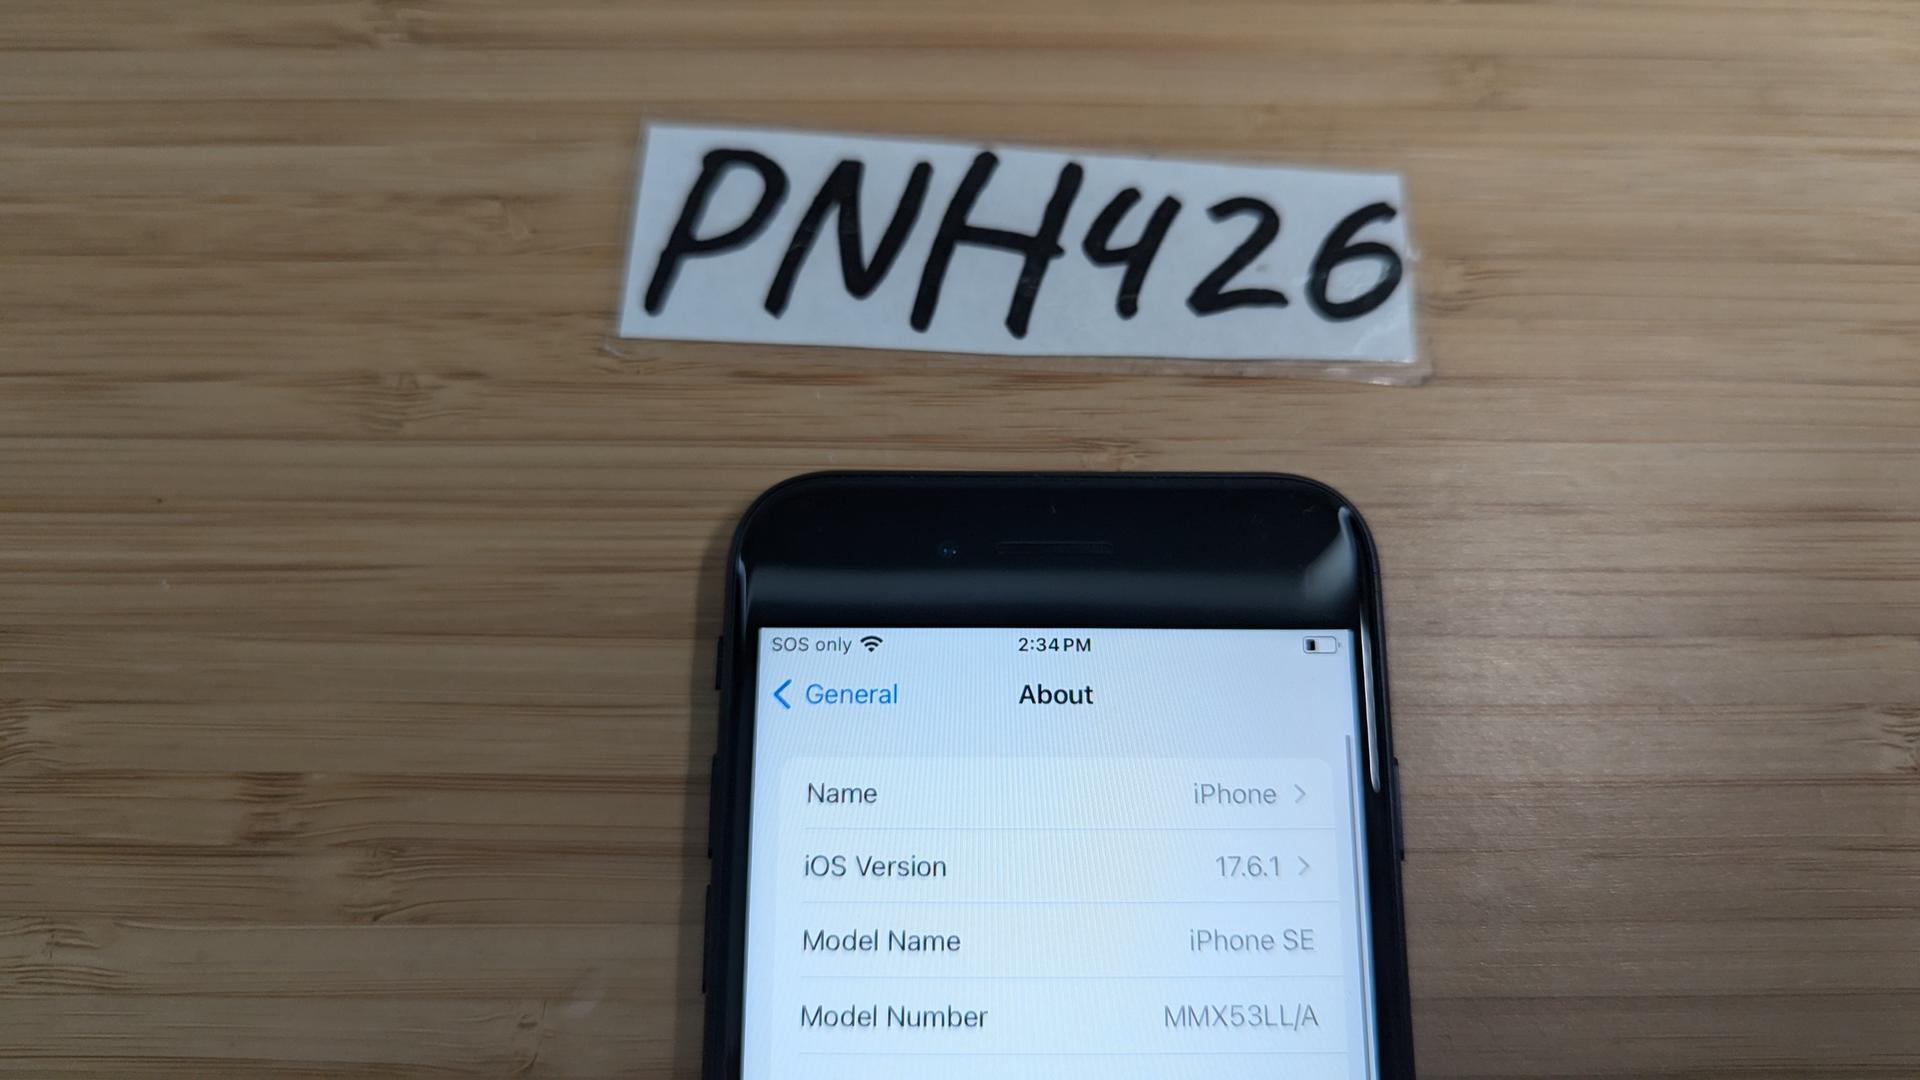 PNH426
SOS only 2:34 PM
General About
Name iPhone
iOS Version 17.6.1
Model Name iPhone SE
Model Number MMX53LL/A